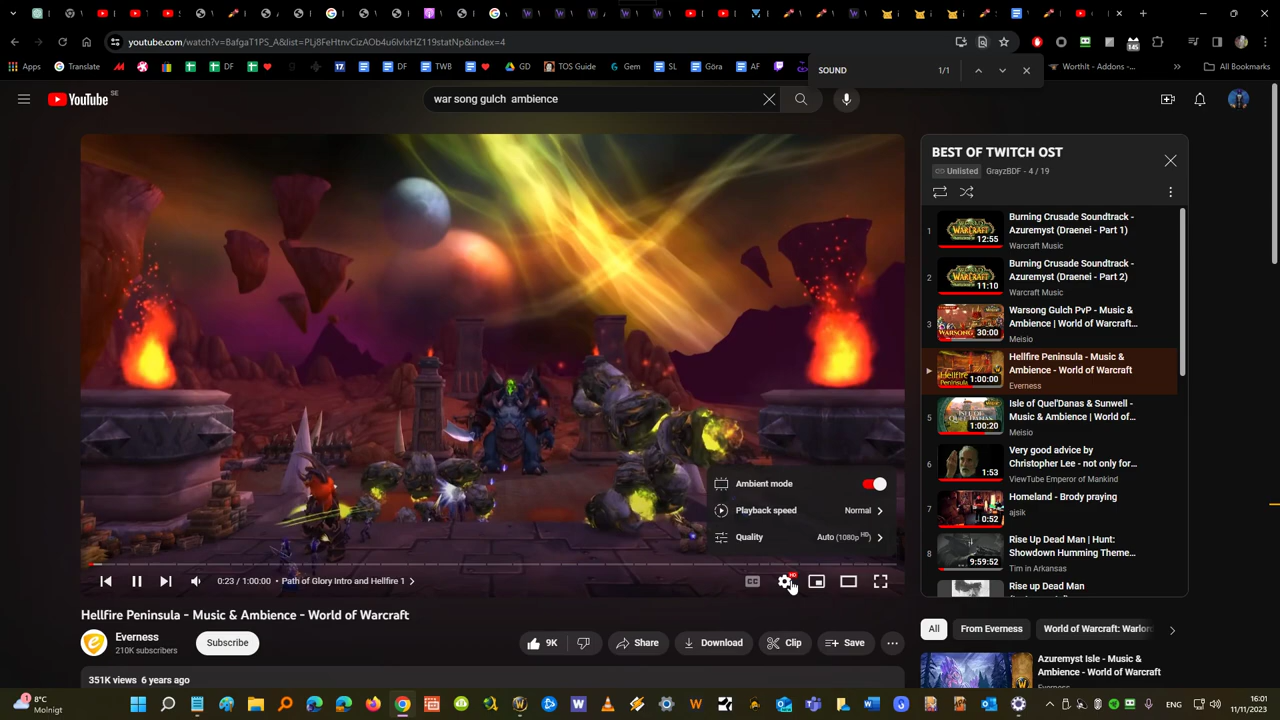 youtube.com/watch?v=BafgaT1PS_A&list=PLj8FeHtnvCizAOb4u6lvlxHZ119statNp&index=4
Apps
Translate
DF
DF
17
DF
TWB
GD
TOS Guide
Gem
SL
Göra
AF
145
SOUND
1/1
WorthIt - Addons -...
All Bookmarks
YouTube
SE
war song gulch ambience
BEST OF TWITCH OST
Unlisted
GrayzBDF - 4 / 19
1
12:55
Burning Crusade Soundtrack -
Azuremyst (Draenei - Part 1)
Warcraft Music
2
11:10
Burning Crusade Soundtrack -
Azuremyst (Draenei - Part 2)
Warcraft Music
3
30:00
Warsong Gulch PvP - Music &
Ambience | World of Warcraft...
Meisio
1:00:00
Hellfire Peninsula - Music &
Ambience - World of Warcraft
Everness
5
1:00:20
Isle of Quel'Danas & Sunwell -
Music & Ambience | World of...
Meisio
6
1:53
Very good advice by
Christopher Lee - not only for...
ViewTube Emperor of Mankind
7
0:52
Homeland - Brody praying
ajsik
8
9:59:52
Rise Up Dead Man | Hunt:
Showdown Humming Theme...
Tim in Arkansas
Rise up Dead Man
Ambient mode
Playback speed
Normal
Quality
Auto (1080p HD)
0:23 / 1:00:00 • Path of Glory Intro and Hellfire 1
CC
HD
Hellfire Peninsula - Music & Ambience - World of Warcraft
Everness
210K subscribers
Subscribe
9K
Share
Download
Clip
Save
351K views 6 years ago
All
From Everness
World of Warcraft: Warlord
Azuremyst Isle - Music &
Ambience - World of Warcraft
Everness
1
8°C
Molnigt
16:01
11/11/2023